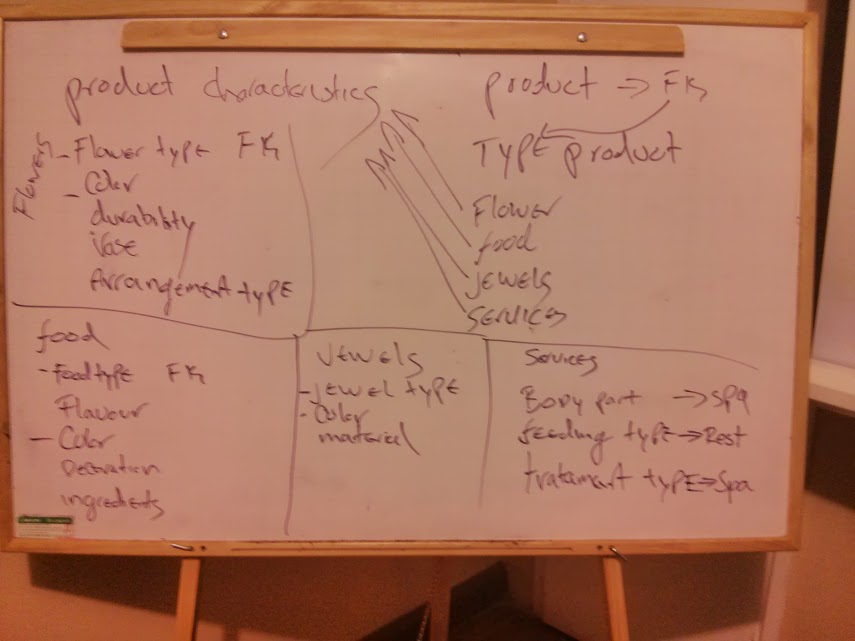 product characteristics
product → FK
TYPE product
Flower
food
Jewels
Services
Flowers
- Flower type FK
- Color
durability
Vase
Arrangement type
food
- Food type FK
Flavour
- Color
Decoration
ingredients
Jewels
- Jewel type
- Color
material
Services
Body part → spa
feeding type → Rest
tratamant type → Spa